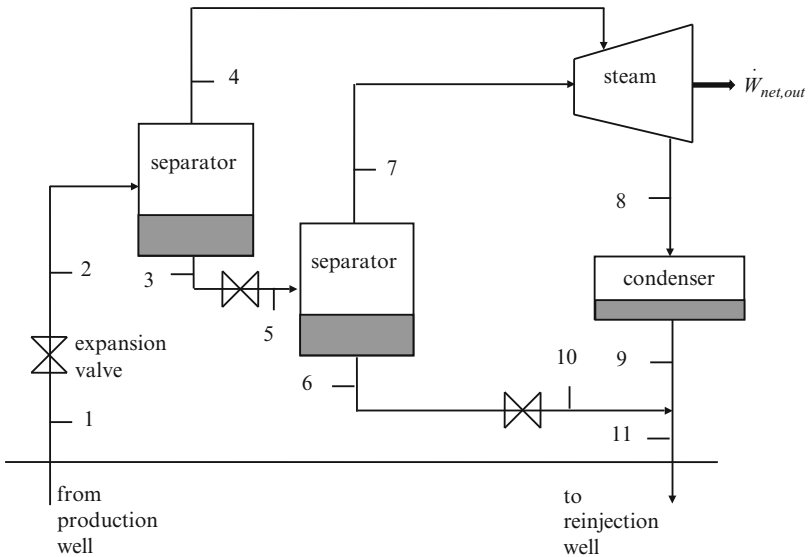 4
steam
Ẇnet,out
separator
7
8
separator
2
3
condenser
5
expansion
valve
6
10
9
1
11
from
production
well
to
reinjection
well